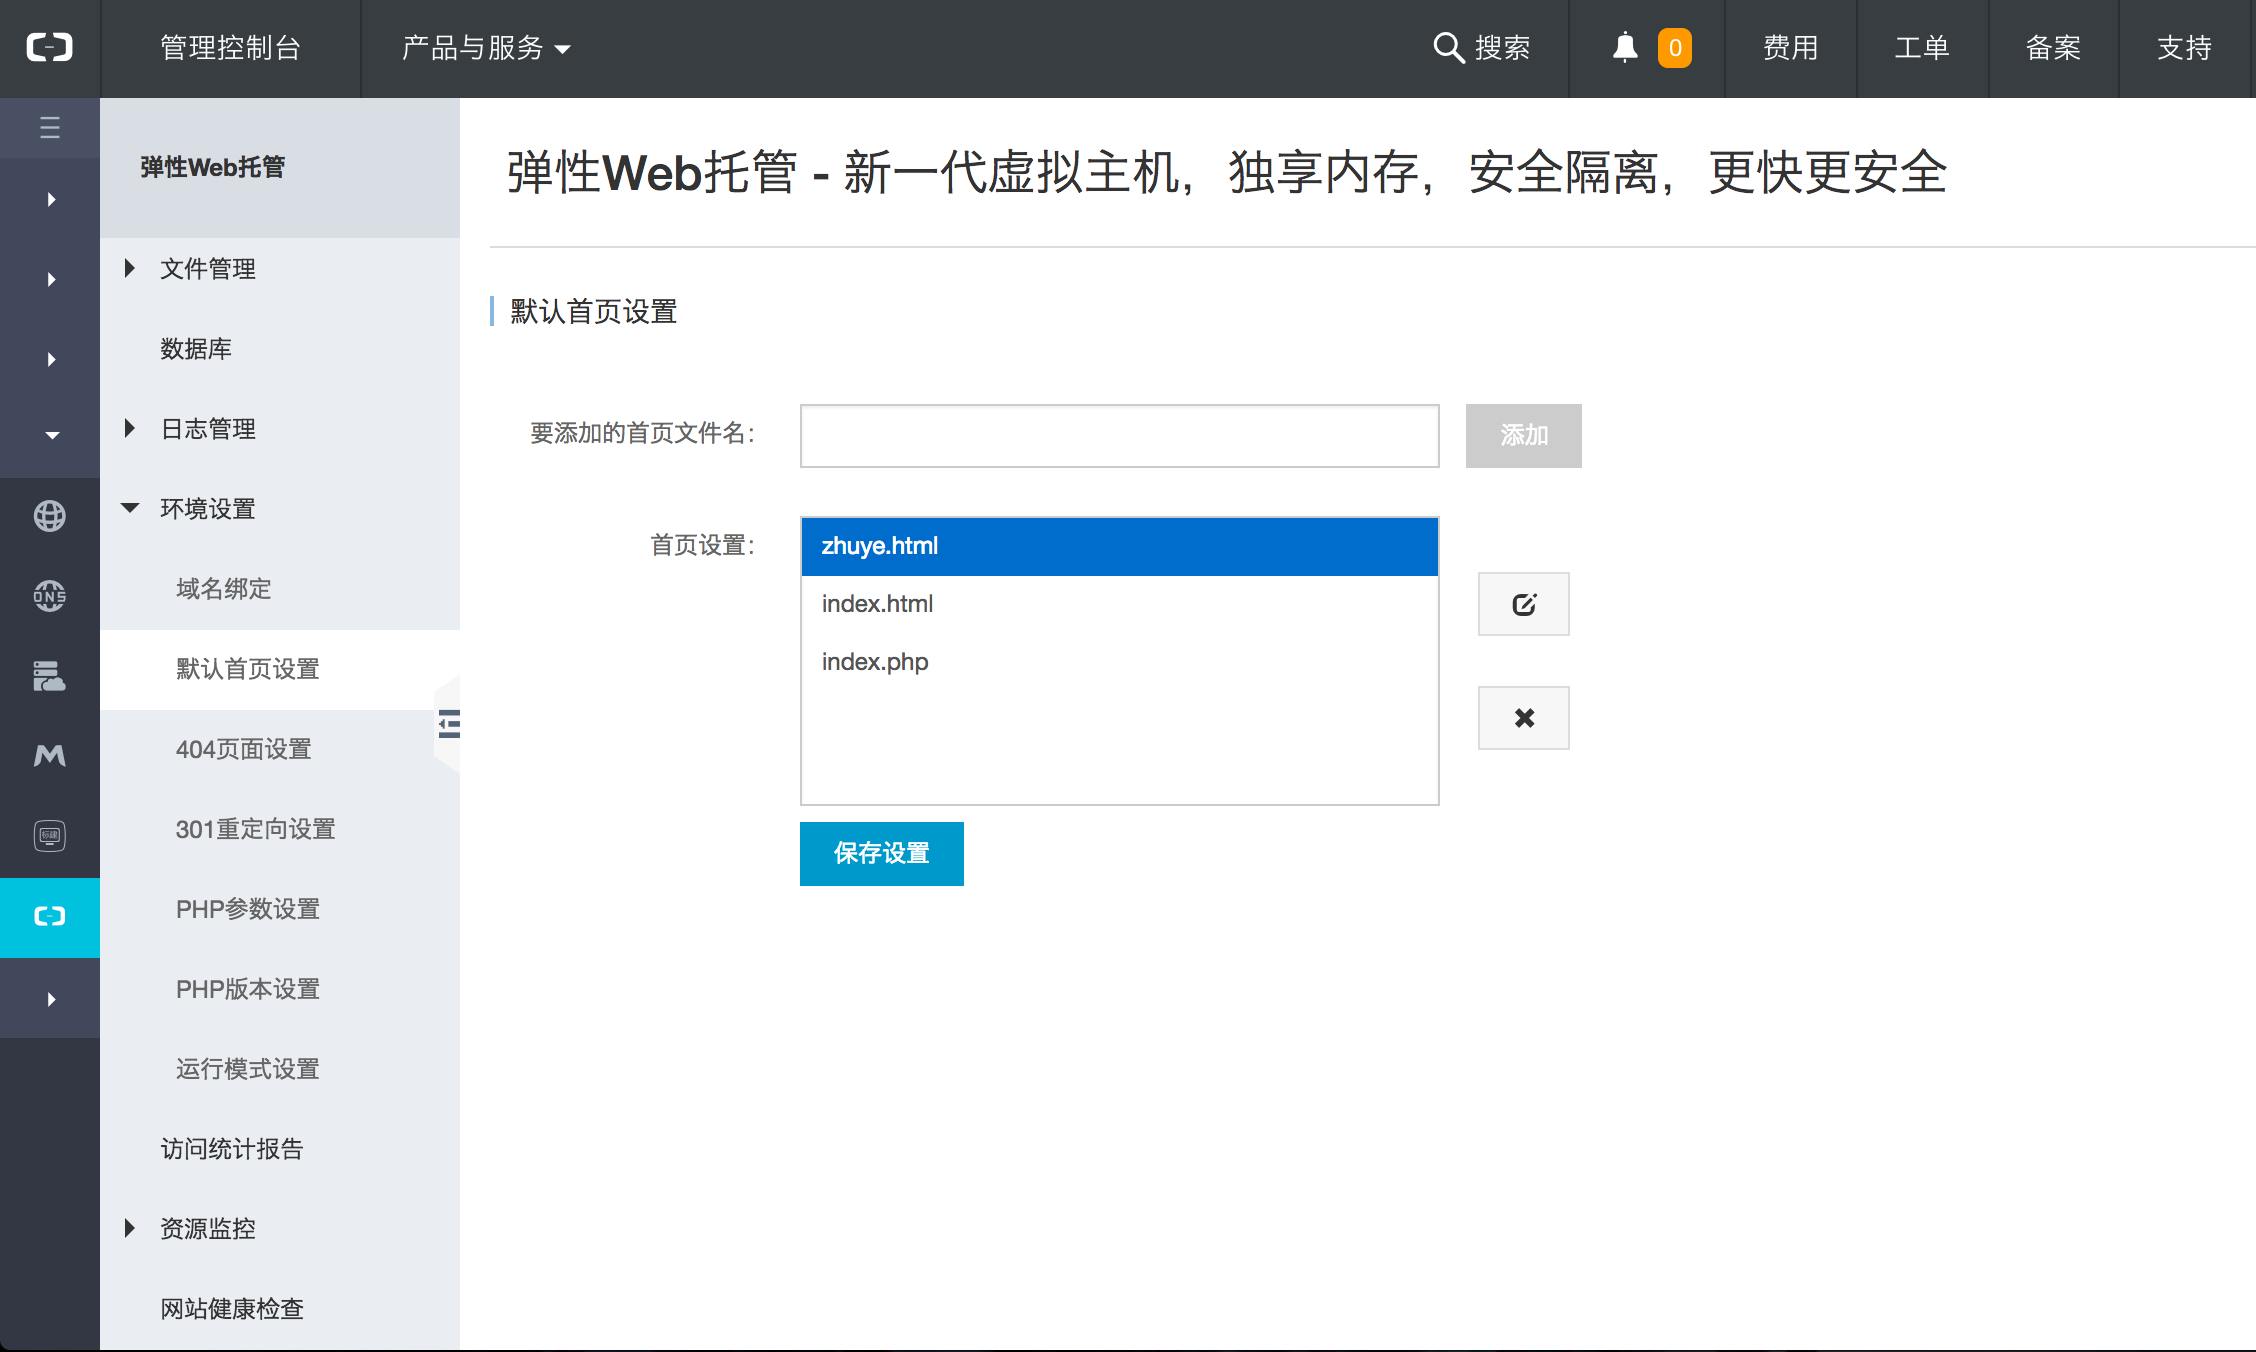 管理控制台
产品与服务
搜索
0
费用
工单
备案
支持
弹性Web托管
文件管理
数据库
日志管理
环境设置
域名绑定
默认首页设置
404页面设置
301重定向设置
PHP参数设置
PHP版本设置
运行模式设置
访问统计报告
资源监控
网站健康检查
DNS
弹性Web托管 - 新一代虚拟主机，独享内存，安全隔离，更快更安全
默认首页设置
要添加的首页文件名：
添加
首页设置：
zhuye.html
index.html
index.php
保存设置